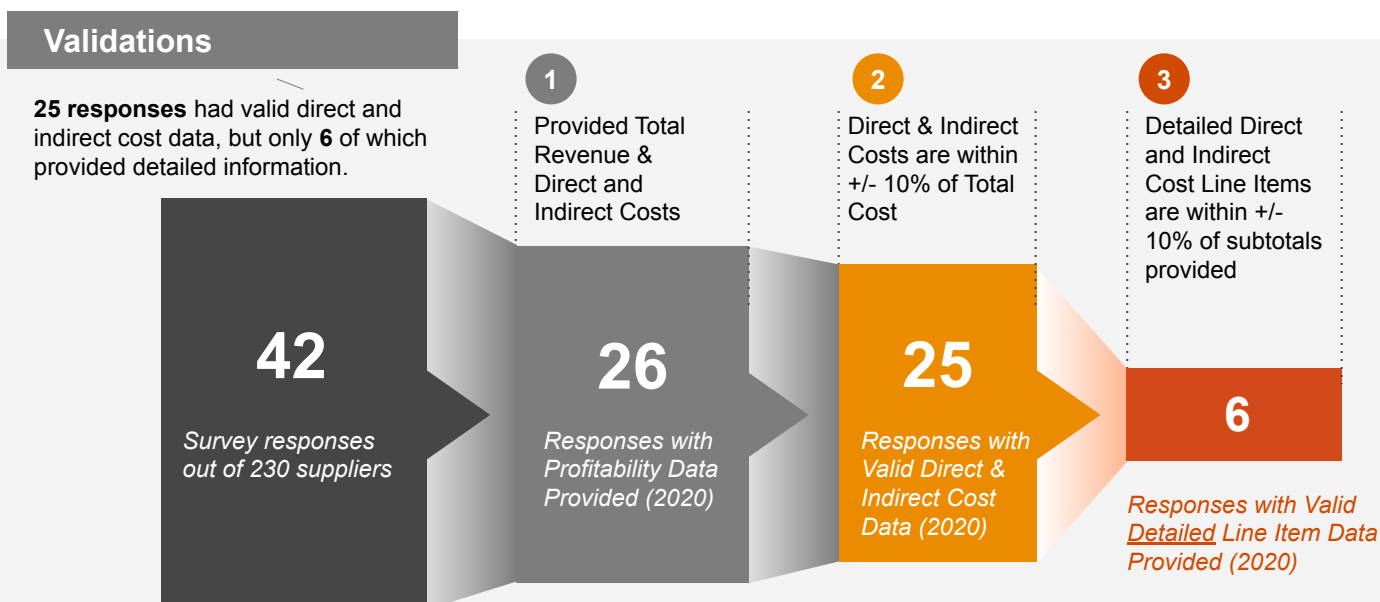 Validations
25 responses had valid direct and
indirect cost data, but only 6 of which
provided detailed information.
1
Provided Total
Revenue &
Direct and
Indirect Costs
2
Direct & Indirect
Costs are within
+/- 10% of Total
Cost
3
Detailed Direct
and Indirect
Cost Line Items
are within +/-
10% of subtotals
provided
42
Survey responses
out of 230 suppliers
26
Responses with
Profitability Data
Provided (2020)
25
Responses with
Valid Direct &
Indirect Cost
Data (2020)
6
Responses with Valid
Detailed Line Item Data
Provided (2020)